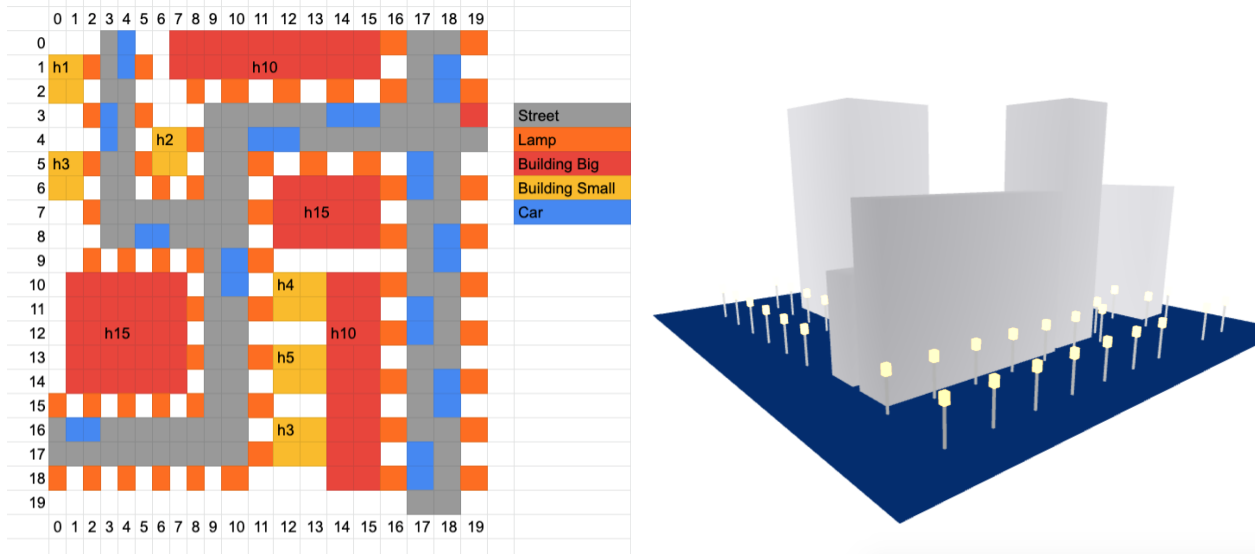 0 1 2 3 4 5 6 7 8 9 10 11 12 13 14 15 16 17 18 19
0
1 h1 h10
2
3 Street
4 h2 Lamp
5 h3 Building Big
6 Building Small
7 h15 Car
8
9
10 h4
11
12 h15 h10
13 h5
14
15
16 h3
17
18
19
0 1 2 3 4 5 6 7 8 9 10 11 12 13 14 15 16 17 18 19